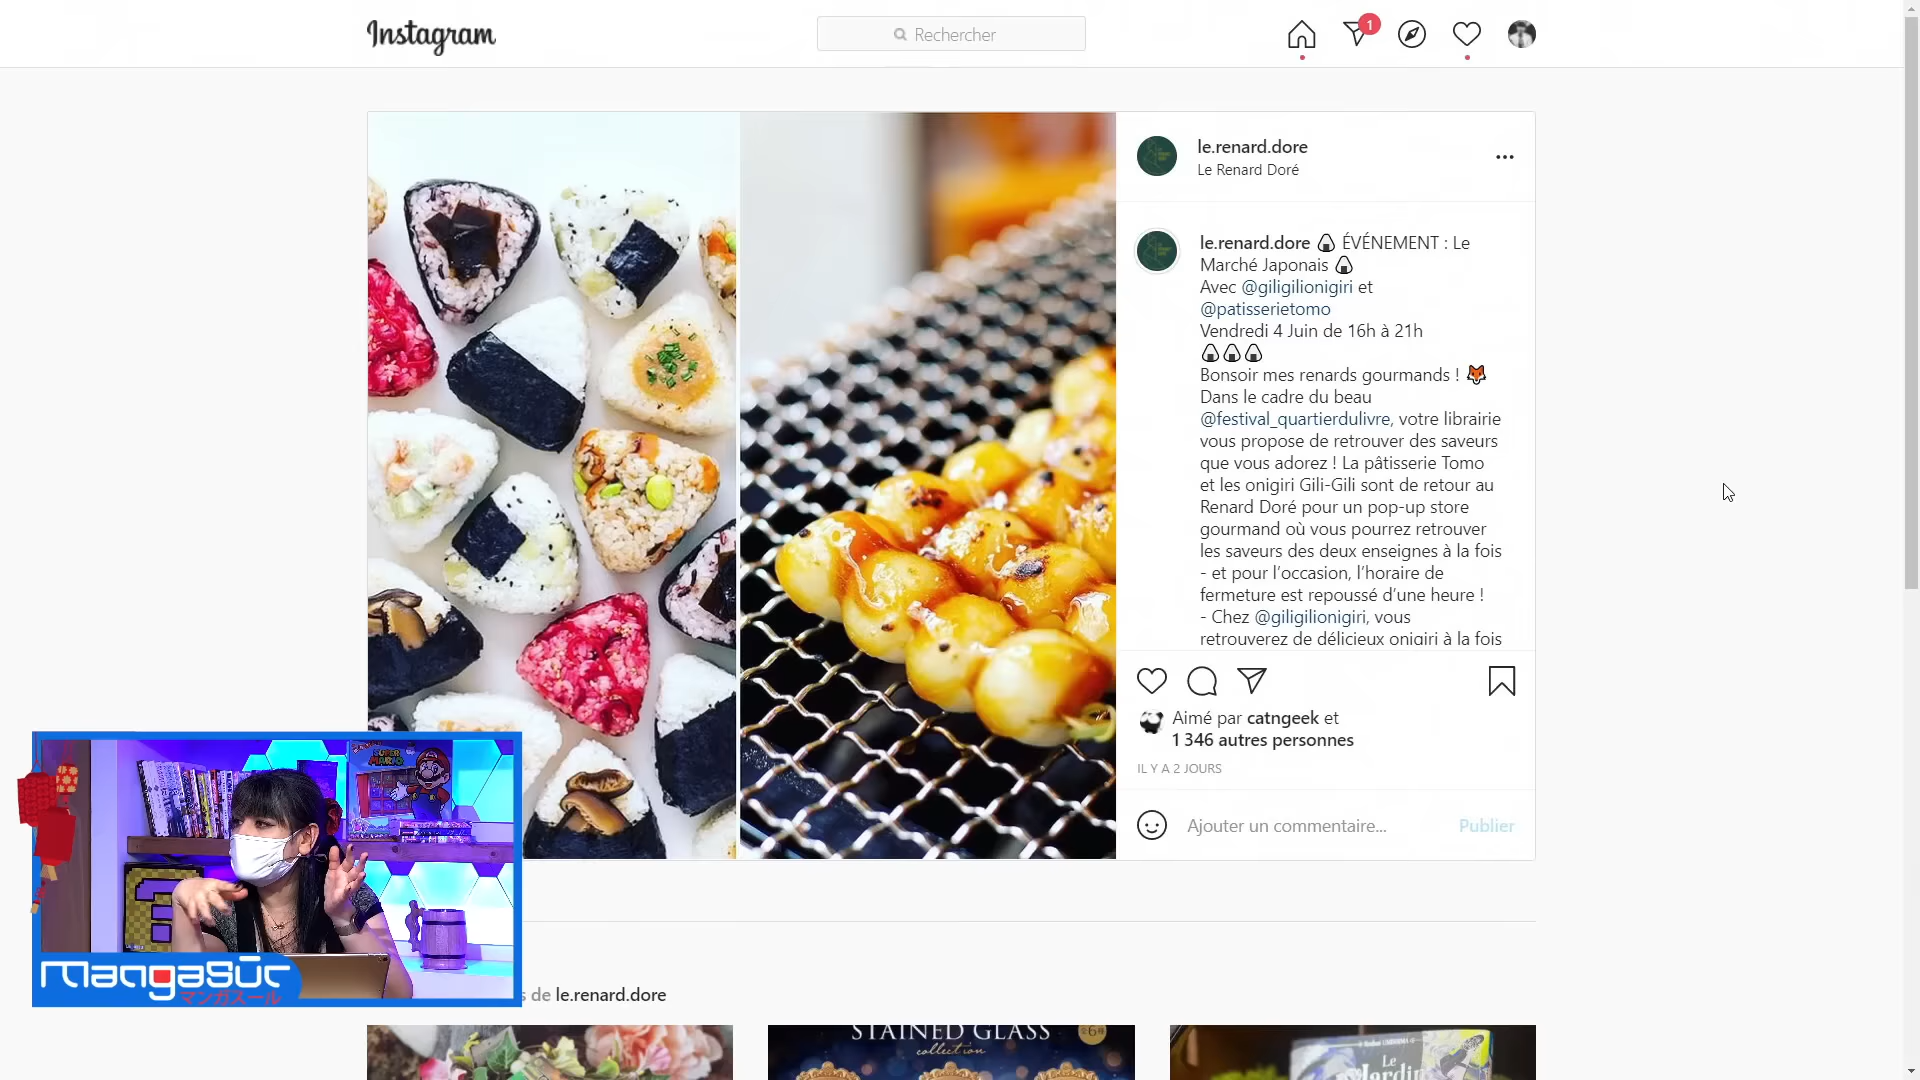 Instagram
Rechercher
1
le.renard.dore
Le Renard Doré
le.renard.dore 🍙 ÉVÉNEMENT : Le
Marché Japonais 🍙
Avec @giligilionigiri et
@patisserietomo
Vendredi 4 Juin de 16h à 21h
🍙🍙🍙
Bonsoir mes renards gourmands ! 🦊
Dans le cadre du beau
@festival_quartierdulivre, votre librairie
vous propose de retrouver des saveurs
que vous adorez ! La pâtisserie Tomo
et les onigiri Gili-Gili sont de retour au
Renard Doré pour un pop-up store
gourmand où vous pourrez retrouver
les saveurs des deux enseignes à la fois
- et pour l'occasion, l'horaire de
fermeture est repoussé d'une heure !
- Chez @giligilionigiri, vous
retrouverez de délicieux onigiri à la fois
Aimé par catngeek et
1 346 autres personnes
IL Y A 2 JOURS
Ajouter un commentaire...
Publier
SUPER
MARIO
mangasūr
マンガスール
s de le.renard.dore
STAINED GLASS
collection
全6種
Le
Jardin